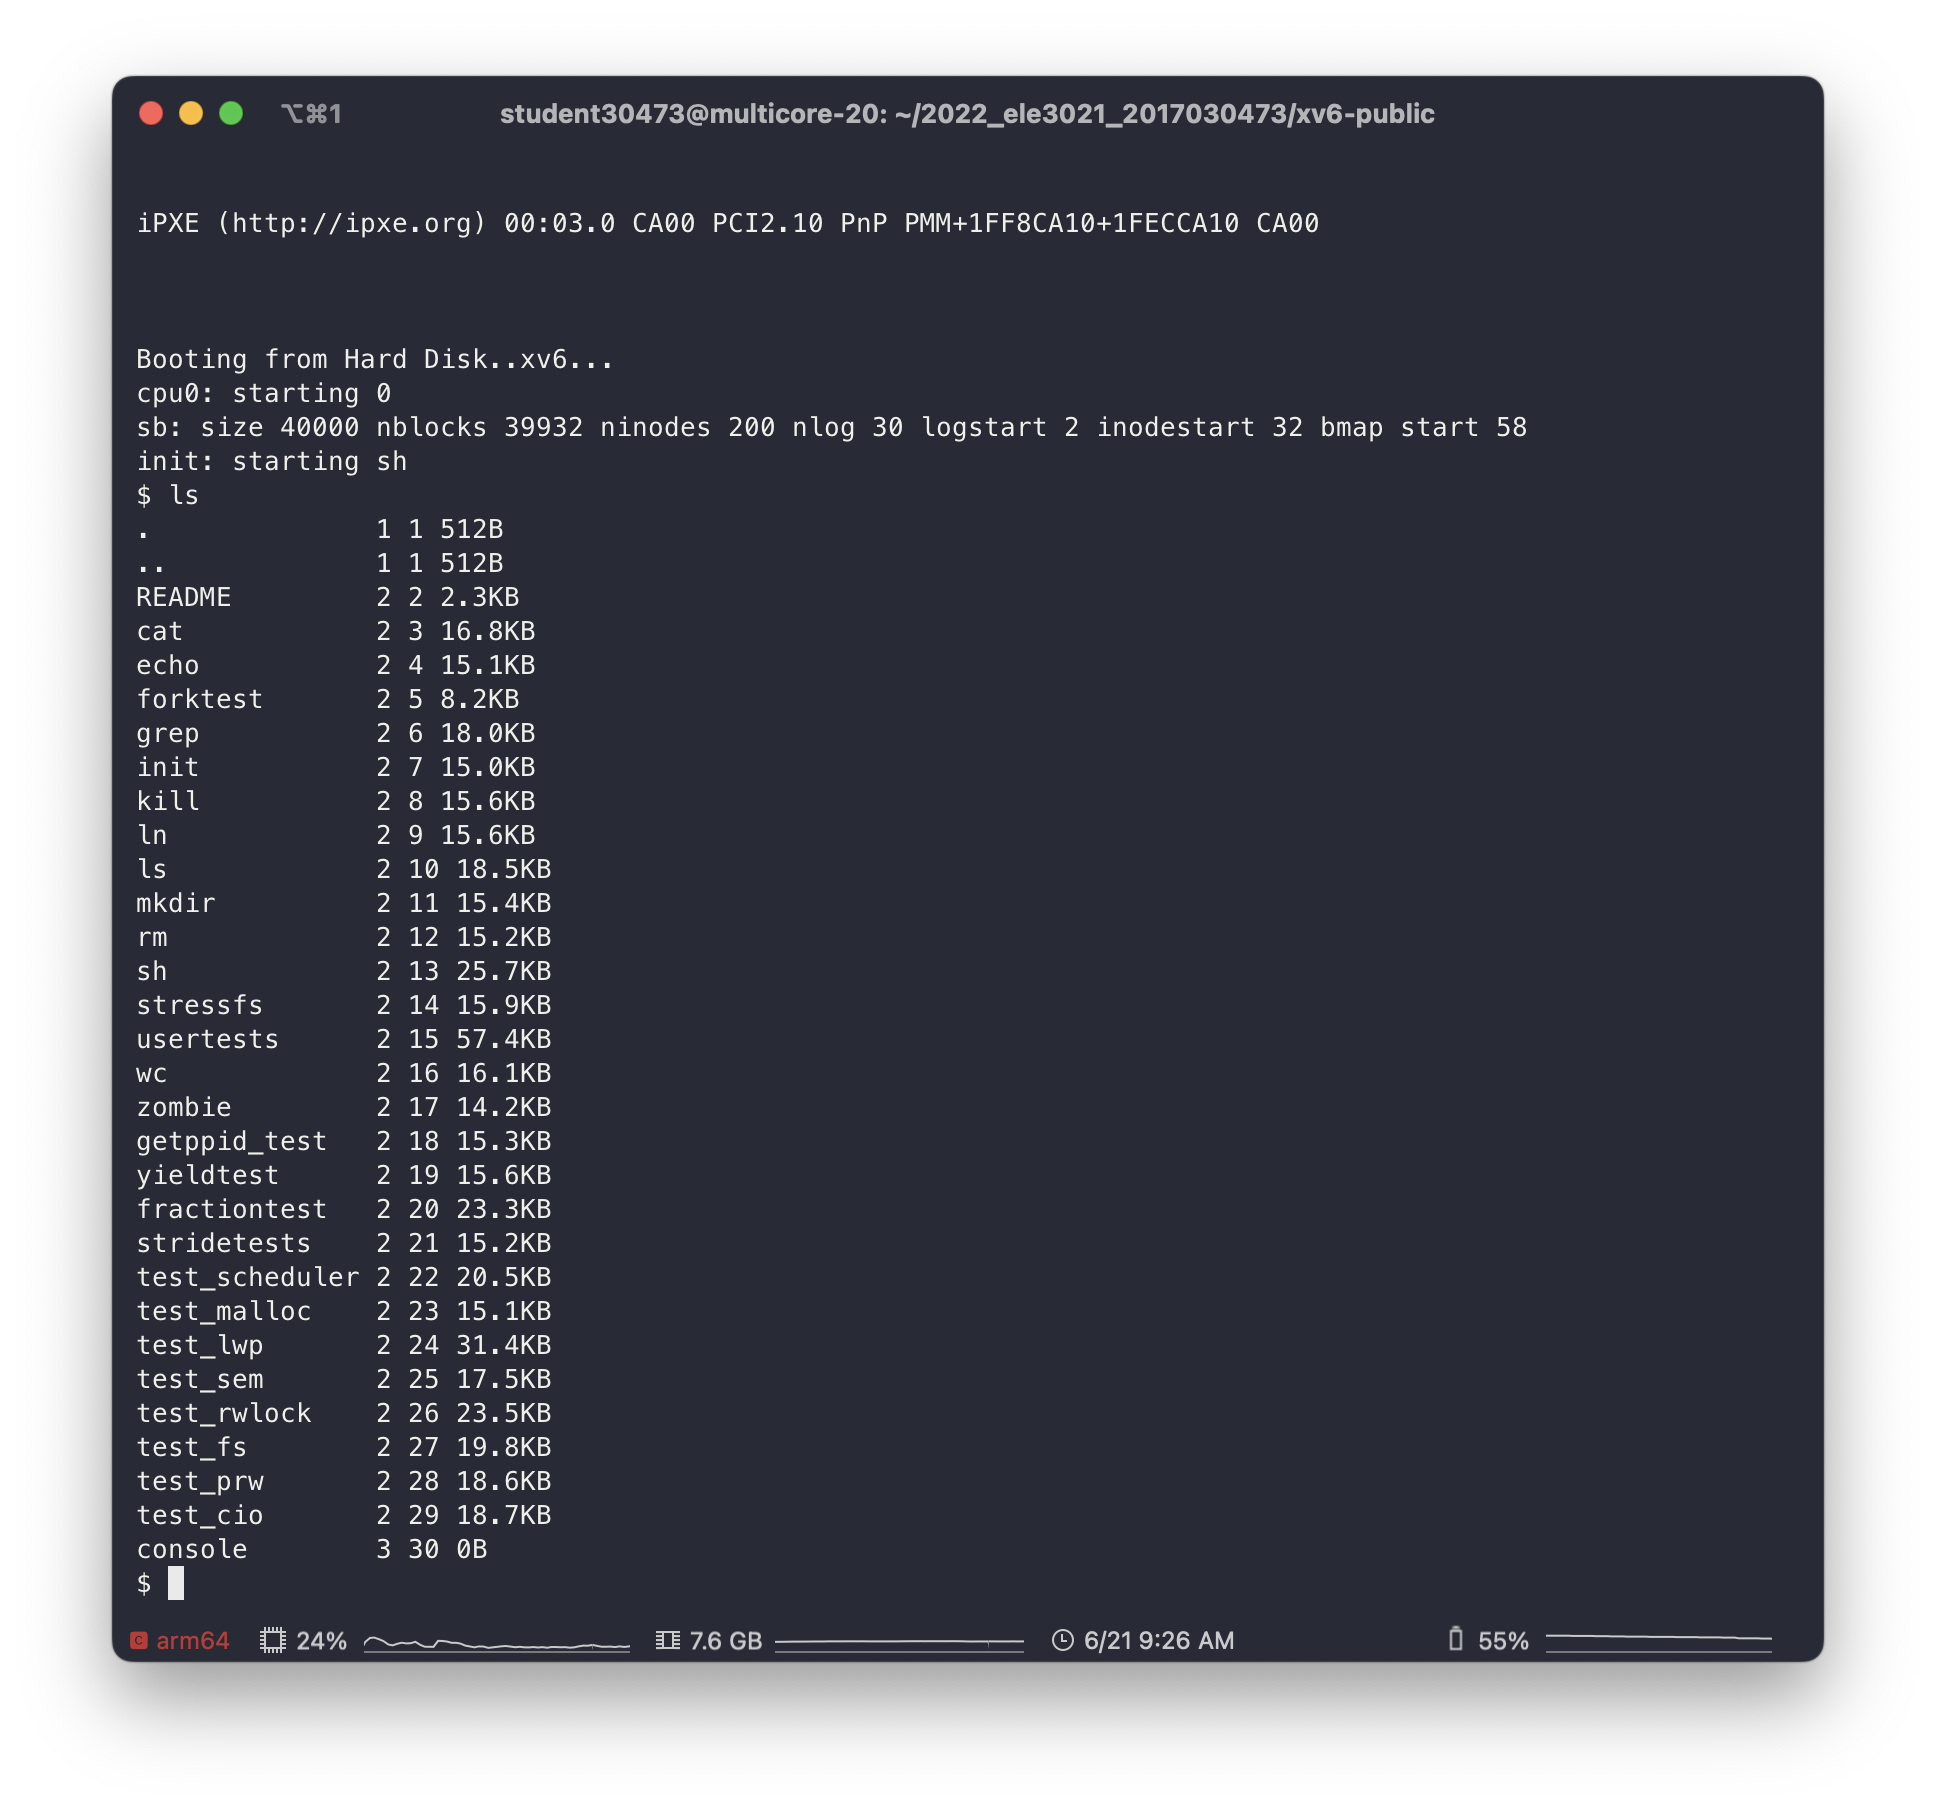 ⌥⌘1 student30473@multicore-20: ~/2022_ele3021_2017030473/xv6-public
iPXE (http://ipxe.org) 00:03.0 CA00 PCI2.10 PnP PMM+1FF8CA10+1FECCA10 CA00
Booting from Hard Disk..xv6...
cpu0: starting 0
sb: size 40000 nblocks 39932 ninodes 200 nlog 30 logstart 2 inodestart 32 bmap start 58
init: starting sh
$ ls
.              1 1 512B
..             1 1 512B
README         2 2 2.3KB
cat            2 3 16.8KB
echo           2 4 15.1KB
forktest       2 5 8.2KB
grep           2 6 18.0KB
init           2 7 15.0KB
kill           2 8 15.6KB
ln             2 9 15.6KB
ls             2 10 18.5KB
mkdir          2 11 15.4KB
rm             2 12 15.2KB
sh             2 13 25.7KB
stressfs       2 14 15.9KB
usertests      2 15 57.4KB
wc             2 16 16.1KB
zombie         2 17 14.2KB
getppid_test   2 18 15.3KB
yieldtest      2 19 15.6KB
fractiontest   2 20 23.3KB
stridetests    2 21 15.2KB
test_scheduler 2 22 20.5KB
test_malloc    2 23 15.1KB
test_lwp       2 24 31.4KB
test_sem       2 25 17.5KB
test_rwlock    2 26 23.5KB
test_fs        2 27 19.8KB
test_prw       2 28 18.6KB
test_cio       2 29 18.7KB
console        3 30 0B
$
C arm64 24% 7.6 GB 6/21 9:26 AM 55%